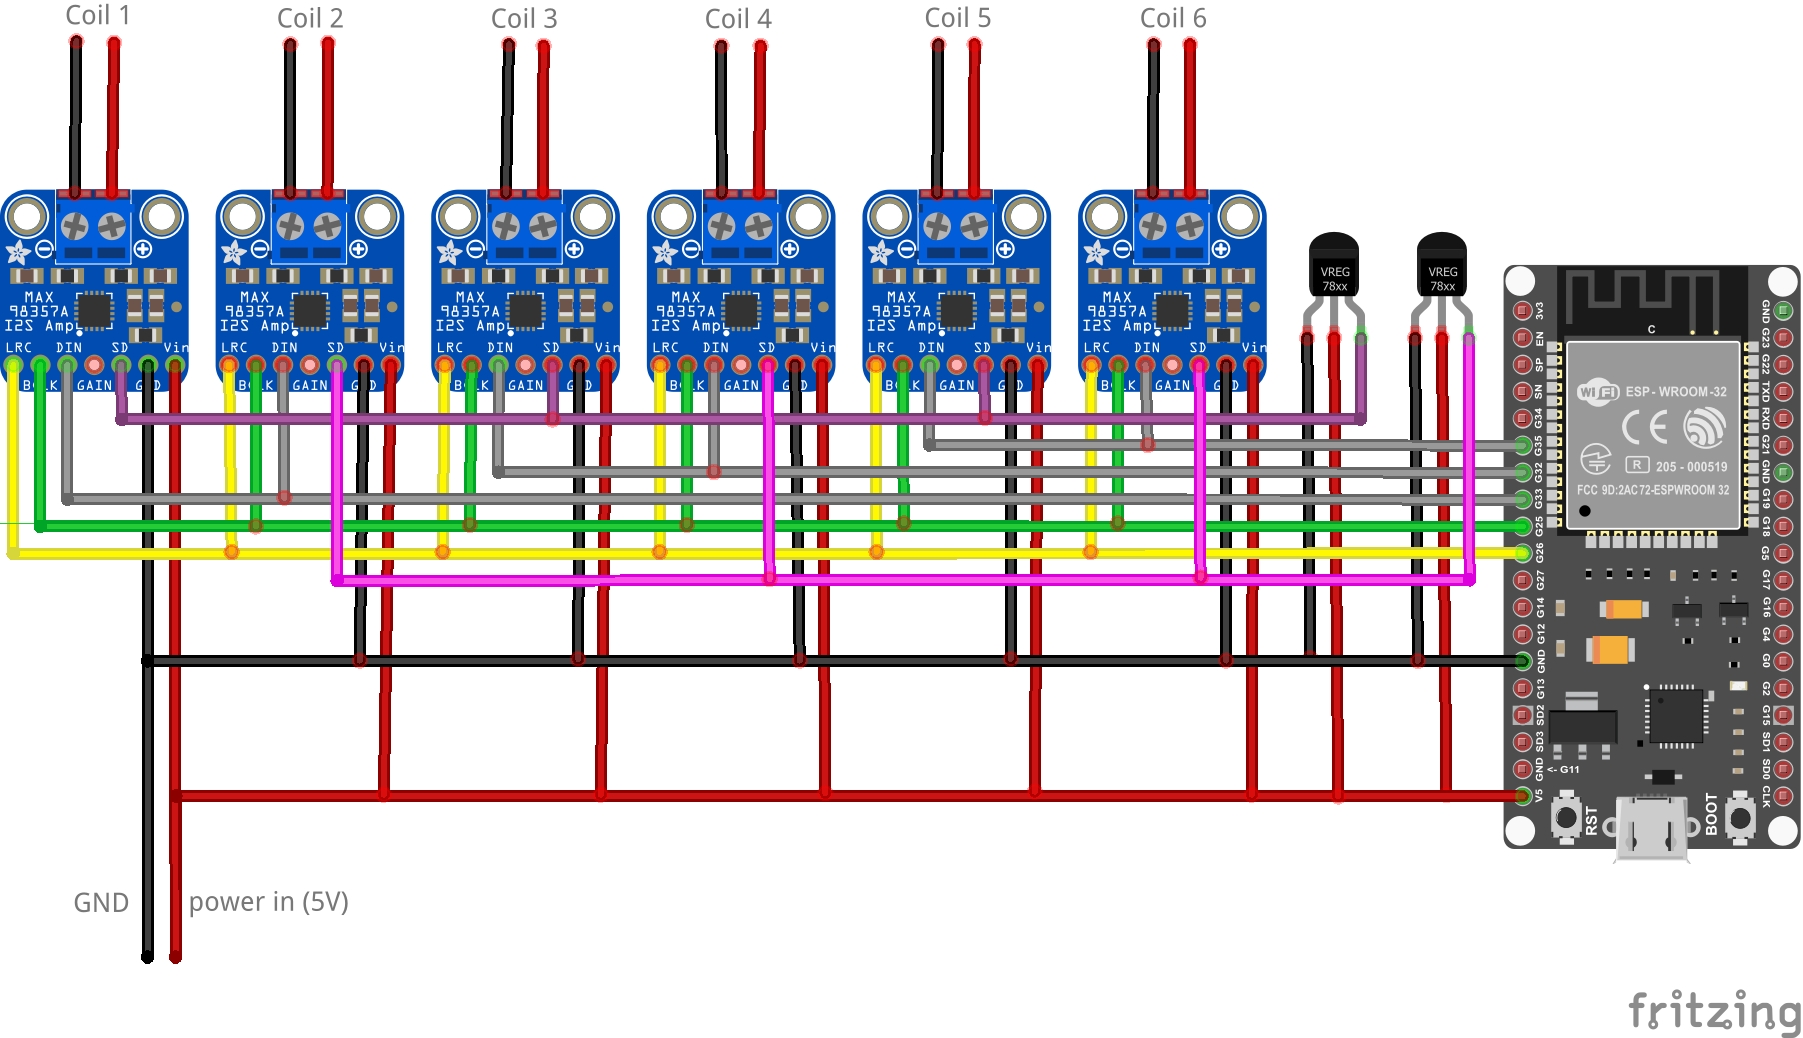 Coil 1
Coil 2
Coil 3
Coil 4
Coil 5
Coil 6
MAX
98357A
I2S Amp
LRC DIN SD Vin
BCLK GAIN GND
MAX
98357A
I2S Amp
LRC DIN SD Vin
BCLK GAIN GND
MAX
98357A
I2S Amp
LRC DIN SD Vin
BCLK GAIN GND
MAX
98357A
I2S Amp
LRC DIN SD Vin
BCLK GAIN GND
MAX
98357A
I2S Amp
LRC DIN SD Vin
BCLK GAIN GND
MAX
98357A
I2S Amp
LRC DIN SD Vin
BCLK GAIN GND
VREG
78xx
VREG
78xx
3V3
EN
SP
SN
G34
G35
G32
G33
G25
G26
G27
G14
G12
GND
G13
SD2
SD3
GND
V5
C
WiFi
ESP - WROOM -32
CE
R
205 - 000519
FCC 9D:2AC72-ESPWROOM 32
<- G11
RST
BOOT
GND
G23
G22
TXD
RXD
G21
GND
G19
G18
G5
G17
G16
G4
G0
G2
G15
SD1
SD0
CLK
GND
power in (5V)
fritzing